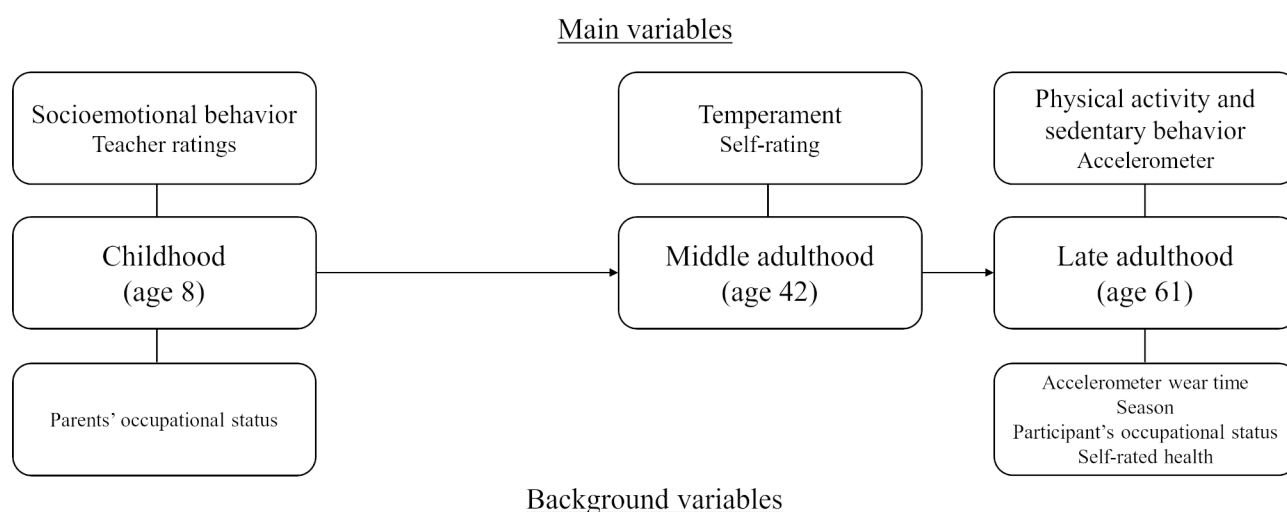 Main variables
Socioemotional behavior
Teacher ratings
Temperament
Self-rating
Physical activity and
sedentary behavior
Accelerometer
Childhood
(age 8)
Middle adulthood
(age 42)
Late adulthood
(age 61)
Parents’ occupational status
Accelerometer wear time
Season
Participant’s occupational status
Self-rated health
Background variables